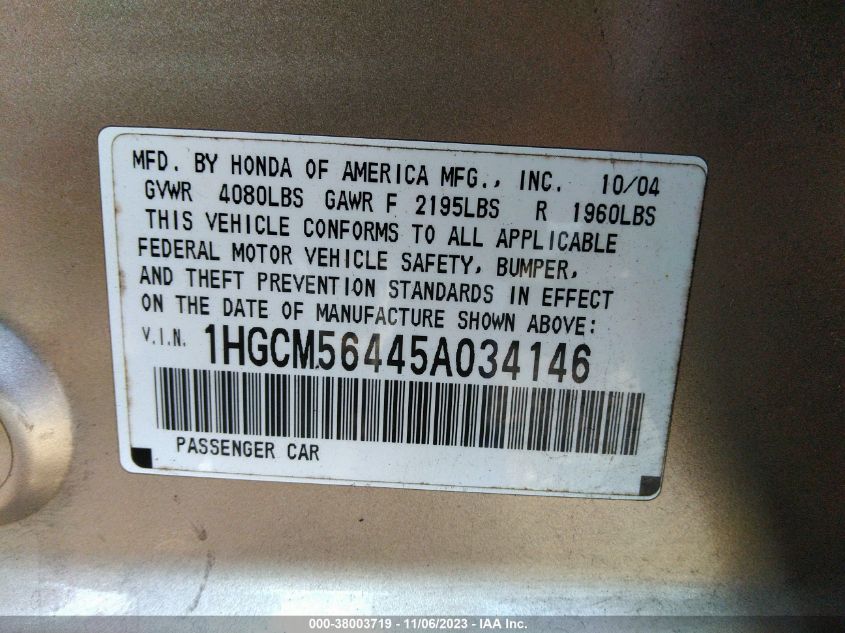 MFD. BY HONDA OF AMERICA MFG., INC. 10/04
GVWR 4080LBS GAWR F 2195LBS R 1960LBS
THIS VEHICLE CONFORMS TO ALL APPLICABLE
FEDERAL MOTOR VEHICLE SAFETY, BUMPER,
AND THEFT PREVENTION STANDARDS IN EFFECT
ON THE DATE OF MANUFACTURE SHOWN ABOVE:
V.I.N. 1HGCM56445A034146
PASSENGER CAR
000-38003719 - 11/06/2023 - IAA Inc.